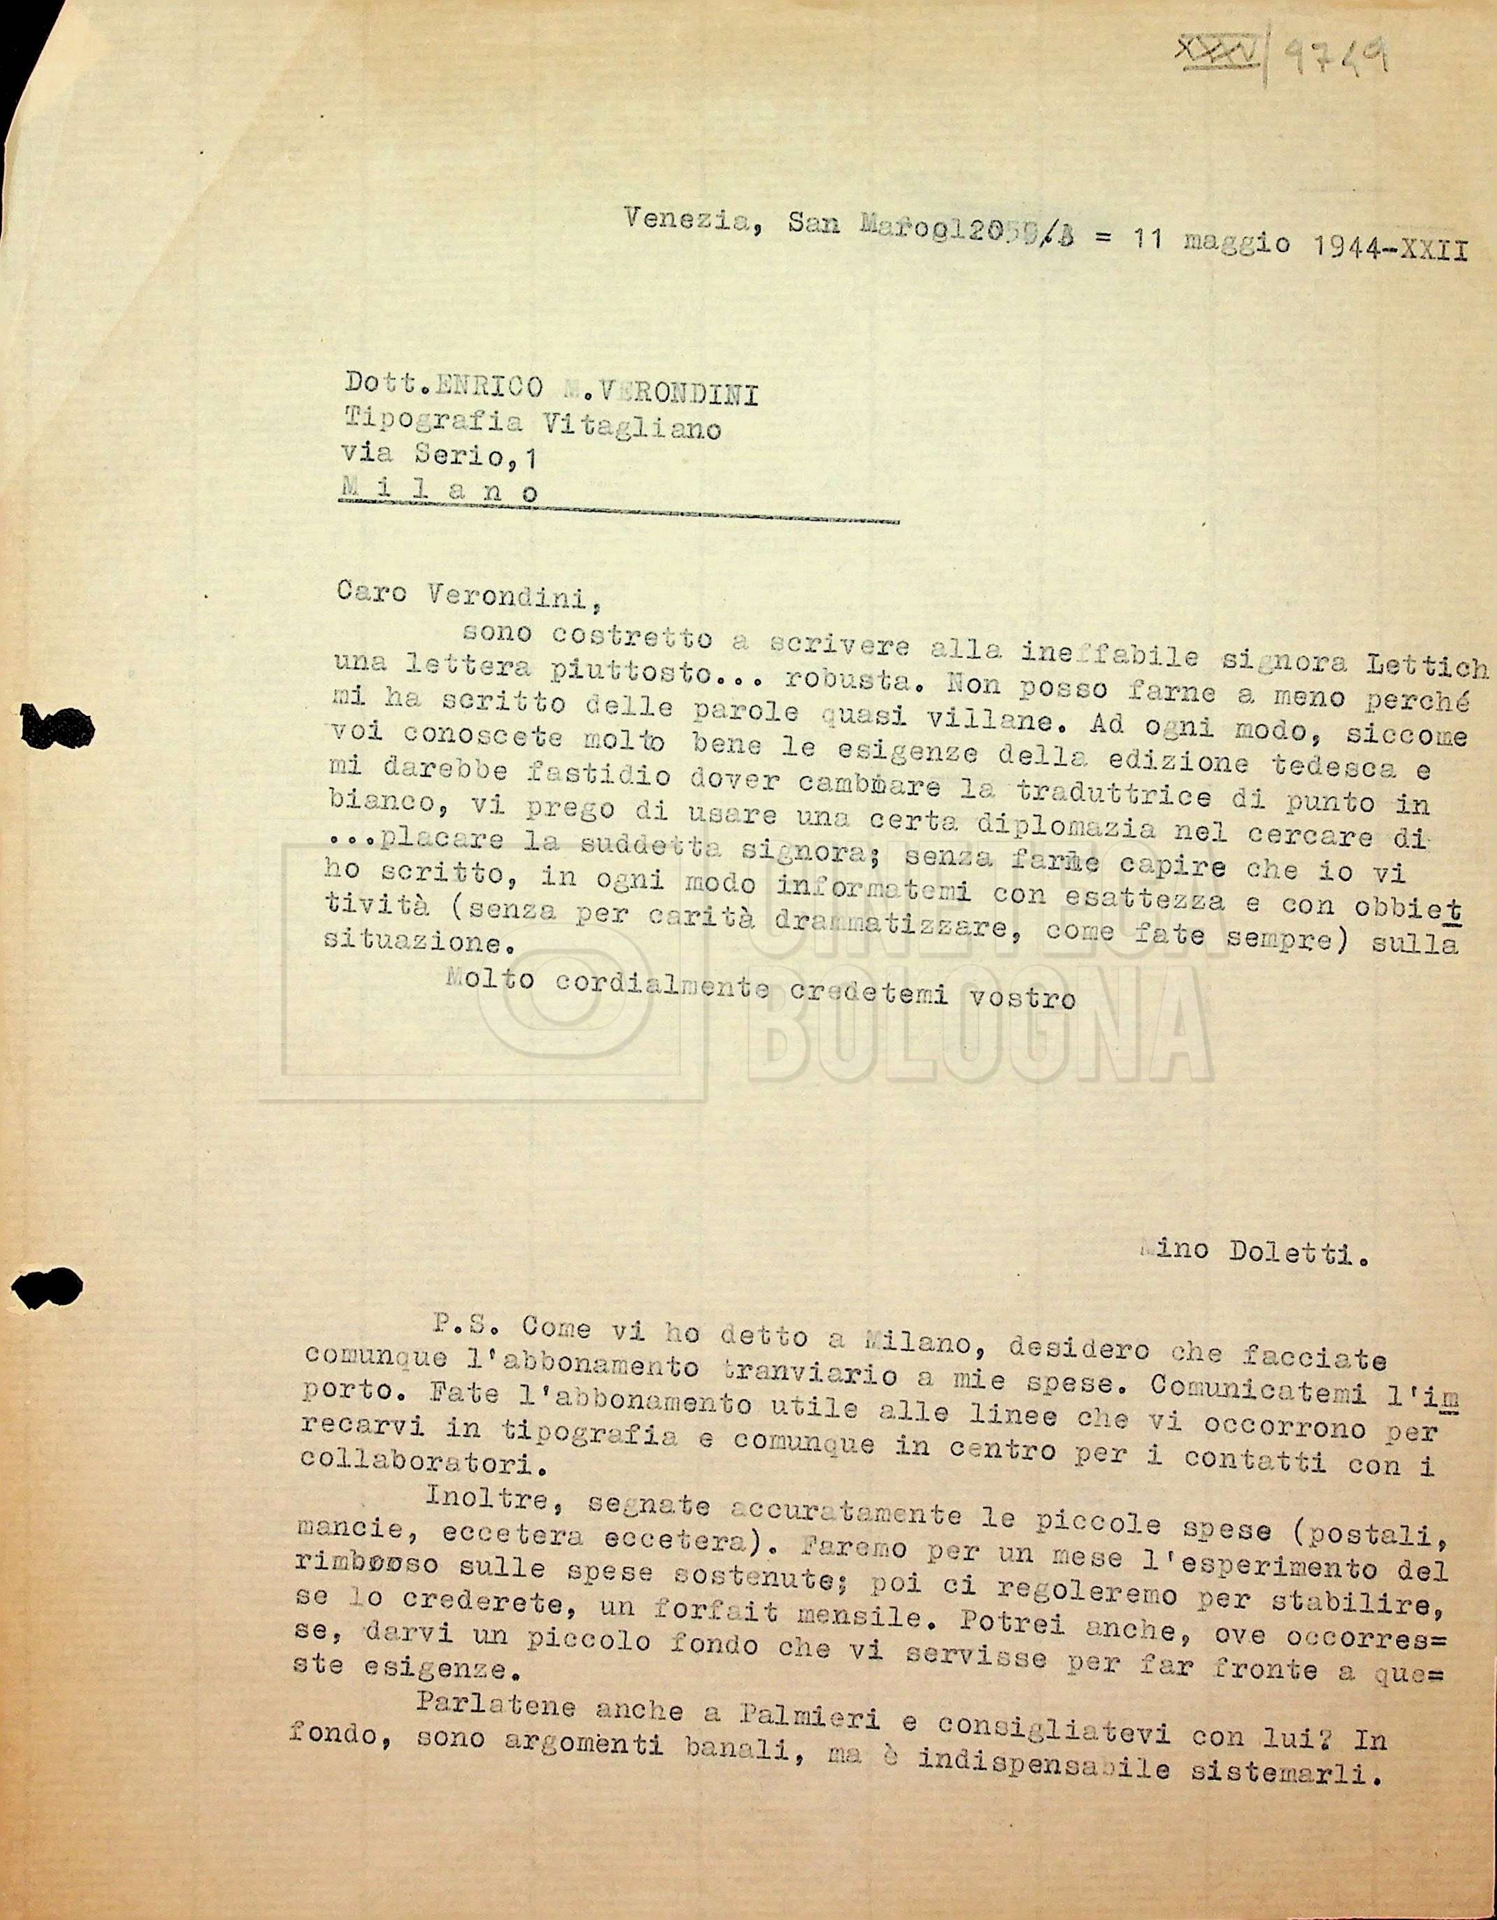 XXXV/9749
Venezia, San Marco 2059/A = 11 maggio 1944-XXII
Dott.ENRICO M.VERONDINI
Tipografia Vitagliano
via Serio,1
M i l a n o
Caro Verondini,
sono costretto a scrivere alla ineffabile signora Lettich
una lettera piuttosto... robusta. Non posso farne a meno perché
mi ha scritto delle parole quasi villane. Ad ogni modo, siccome
voi conoscete molto bene le esigenze della edizione tedesca e
mi darebbe fastidio dover cambiare la traduttrice di punto in
bianco, vi prego di usare una certa diplomazia nel cercare di
...placare la suddetta signora; senza farle capire che io vi
ho scritto, in ogni modo informatemi con esattezza e con obbiet
tività (senza per carità drammatizzare, come fate sempre) sulla
situazione.
Molto cordialmente credetemi vostro
CINETECA
BOLOGNA
Mino Doletti.
P.S. Come vi ho detto a Milano, desidero che facciate
comunque l'abbonamento tranviario a mie spese. Comunicatemi l'im
porto. Fate l'abbonamento utile alle linee che vi occorrono per
recarvi in tipografia e comunque in centro per i contatti con i
collaboratori.
Inoltre, segnate accuratamente le piccole spese (postali,
mancie, eccetera eccetera). Faremo per un mese l'esperimento del
rimborso sulle spese sostenute; poi ci regoleremo per stabilire,
se lo crederete, un forfait mensile. Potrei anche, ove occorres=
se, darvi un piccolo fondo che vi servisse per far fronte a que=
ste esigenze.
Parlatene anche a Palmieri e consigliatevi con lui? In
fondo, sono argomenti banali, ma è indispensabile sistemarli.